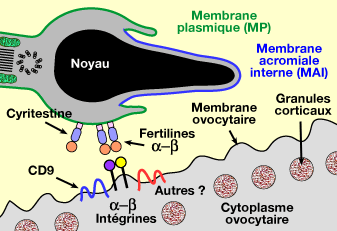 Membrane
plasmique (MP)
Membrane
acromiale
interne (MAI)
Noyau
Cyritestine
Fertilines
α–β
Membrane
ovocytaire
Granules
corticaux
CD9
α–β
Intégrines
Autres ?
Cytoplasme
ovocytaire